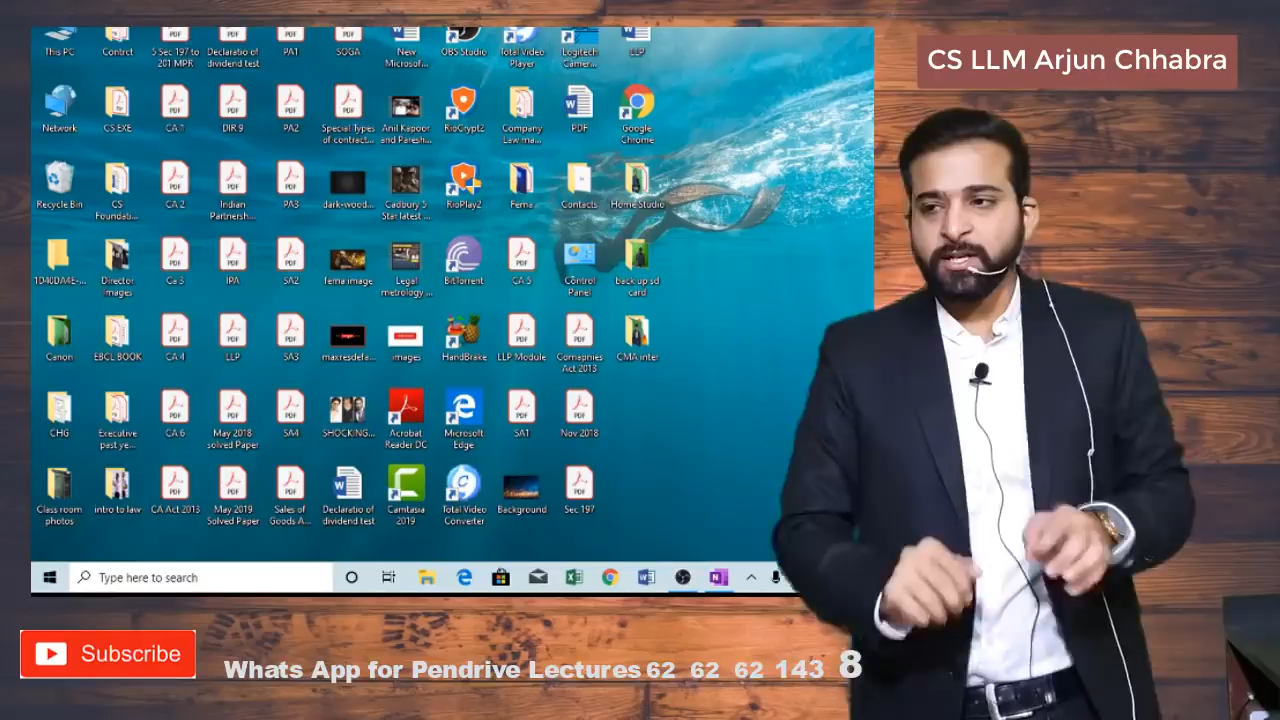 CS LLM Arjun Chhabra
This PC
Contrct
5 Sec 197 to
201 MPR
Declaratio of
dividend test
PA1
SOGA
New
Microsof...
OBS Studio
Total Video
Player
Logitech
Camer...
LLP
Network
CS EXE
CA 1
DIR 9
PA2
Special Types
of contract...
Anil Kapoor
and Paresh...
RioCrypt2
Company
Law ma...
PDF
Google
Chrome
Recycle Bin
CS
Foundati...
CA 2
Indian
Partnersh...
PA3
dark-wood...
Cadbury 5
Star latest ...
RioPlay2
Fema
Contacts
Home Studio
1D40DA4E-...
Director
images
Ca 3
IPA
SA2
fema image
Legal
metrology ...
BitTorrent
CA 5
Control
Panel
back up sd
card
Canon
EBCL BOOK
CA 4
LLP
SA3
maxresdefa...
images
HandBrake
LLP Module
Comapnies
Act 2013
CMA inter
CHG
Executive
past ye...
CA 6
May 2018
solved Paper
SA4
SHOCKING...
Acrobat
Reader DC
Microsoft
Edge
SA1
Nov 2018
Class room
photos
intro to law
CA Act 2013
May 2019
Solved Paper
Sales of
Goods A...
Declaratio of
dividend test
Camtasia
2019
Total Video
Converter
Background
Sec 197
Type here to search
Subscribe
Whats App for Pendrive Lectures 62 62 62 143 8